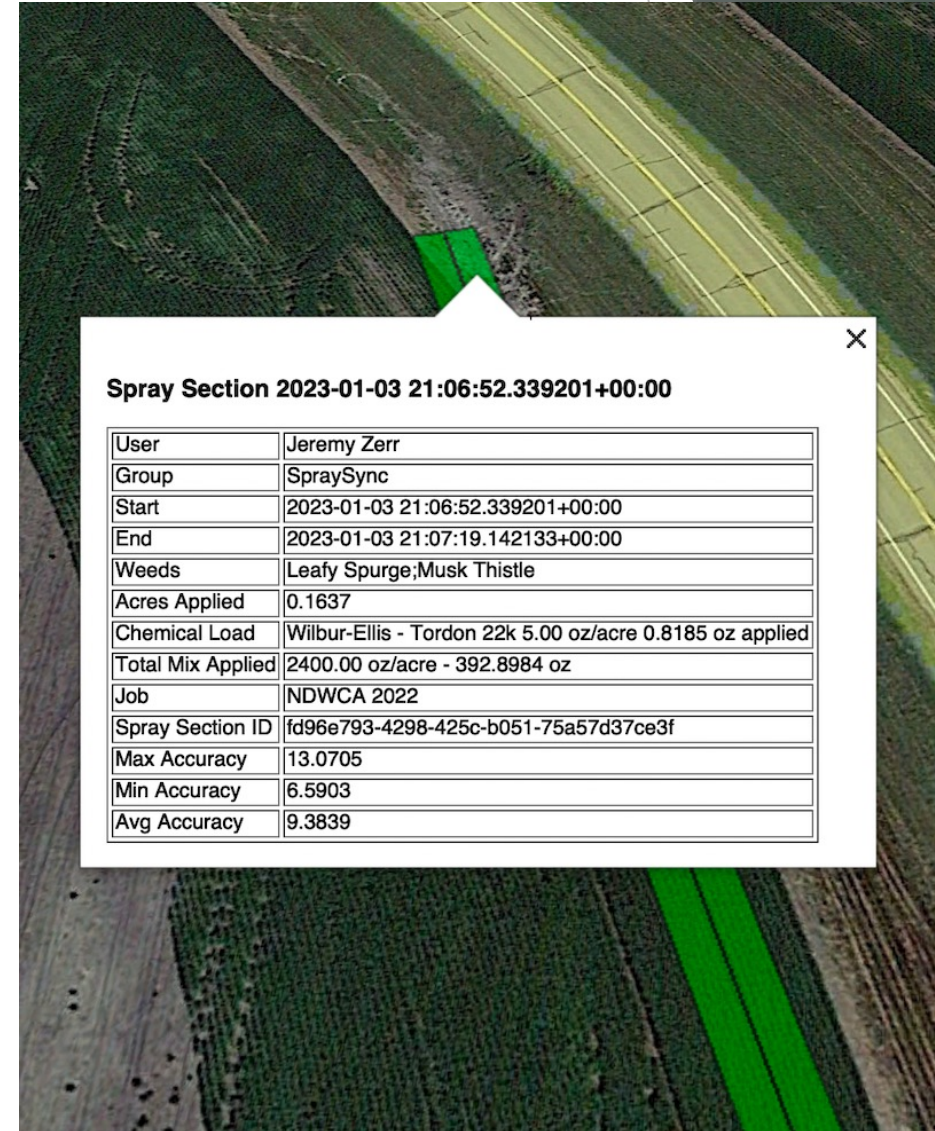 Spray Section 2023-01-03 21:06:52.339201+00:00
User Jeremy Zerr
Group SpraySync
Start 2023-01-03 21:06:52.339201+00:00
End 2023-01-03 21:07:19.142133+00:00
Weeds Leafy Spurge;Musk Thistle
Acres Applied 0.1637
Chemical Load Wilbur-Ellis - Tordon 22k 5.00 oz/acre 0.8185 oz applied
Total Mix Applied 2400.00 oz/acre - 392.8984 oz
Job NDWCA 2022
Spray Section ID fd96e793-4298-425c-b051-75a57d37ce3f
Max Accuracy 13.0705
Min Accuracy 6.5903
Avg Accuracy 9.3839